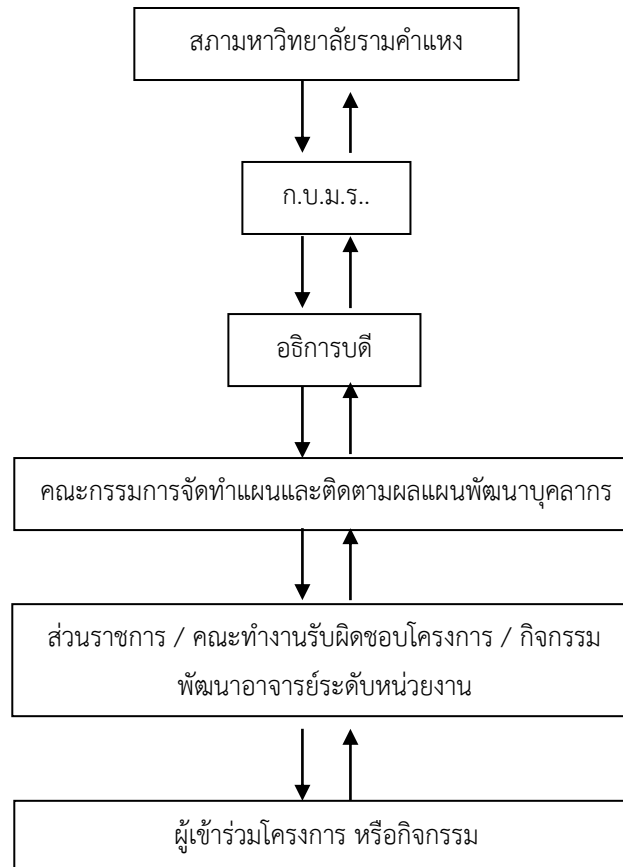 สภามหาวิทยาลัยรามคำแหง
ก.บ.ม.ร..
อธิการบดี
คณะกรรมการจัดทำแผนและติดตามผลแผนพัฒนาบุคลากร
ส่วนราชการ / คณะทำงานรับผิดชอบโครงการ / กิจกรรม
พัฒนาอาจารย์ระดับหน่วยงาน
ผู้เข้าร่วมโครงการ หรือกิจกรรม